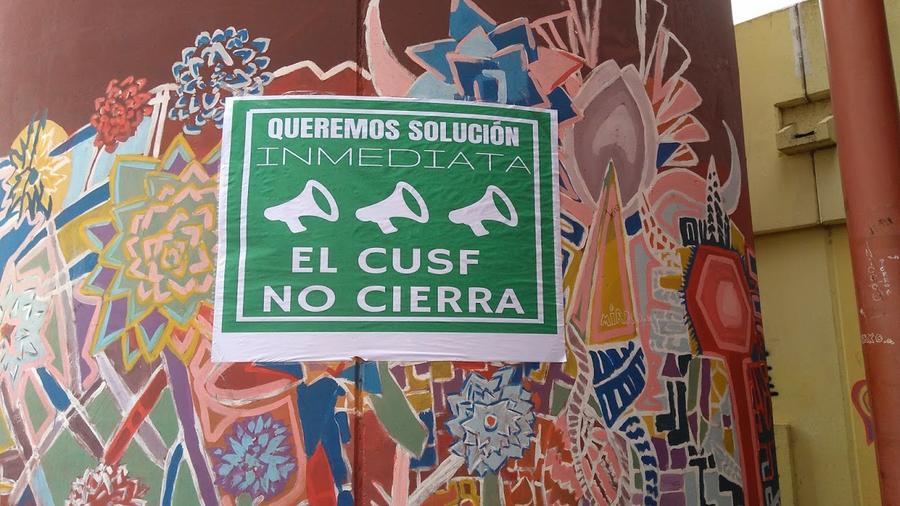 QUEREMOS SOLUCIÓN
INMEDIATA
EL CUSF
NO CIERRA